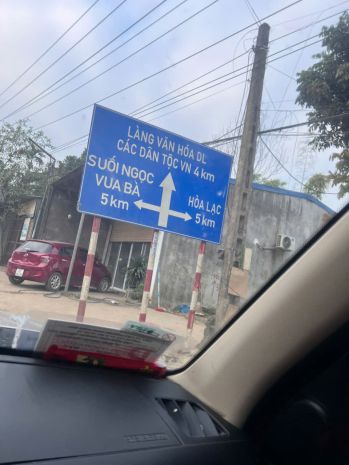 LÀNG VĂN HÓA DL
CÁC DÂN TỘC VN 4 km
SUỐI NGỌC
VUA BÀ
5 km
HÒA LẠC
5 km